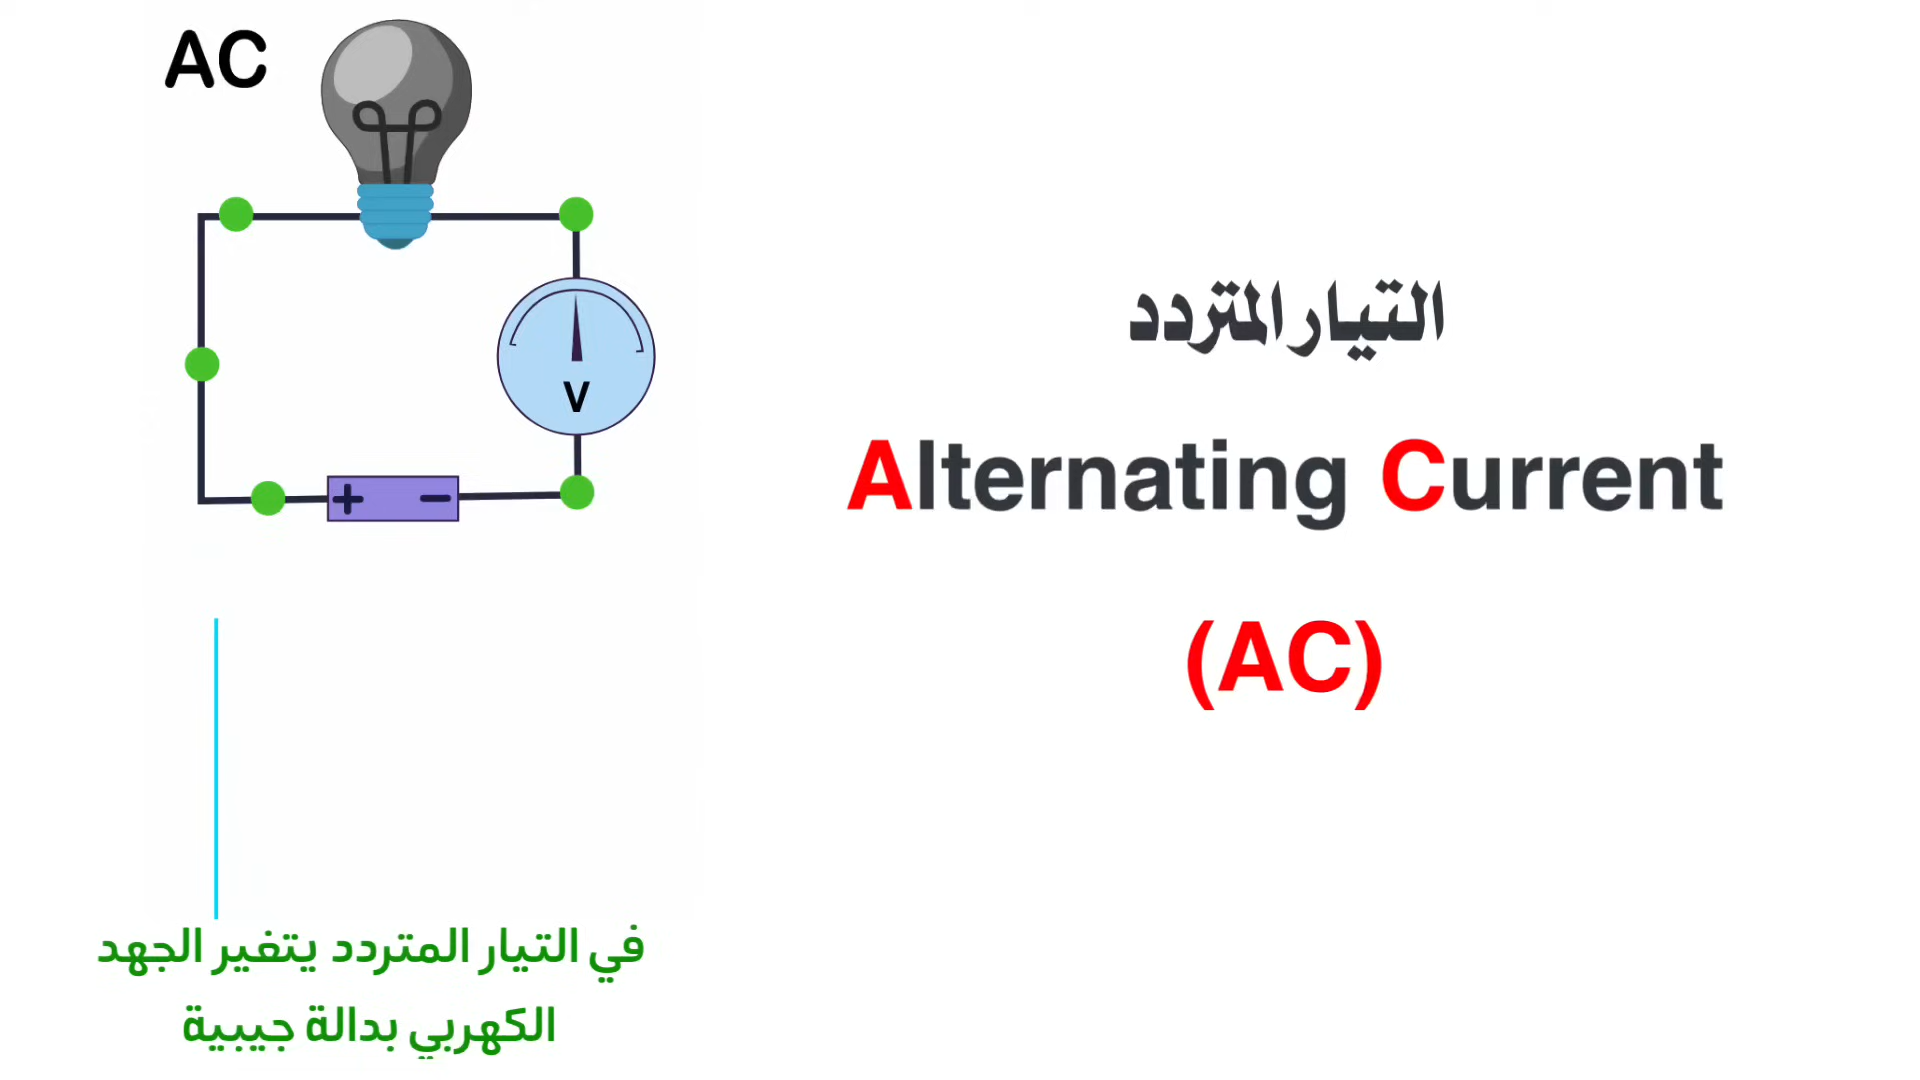 AC
V
+ −
التيار المتردد
Alternating Current
(AC)
في التيار المتردد يتغير الجهد
الكهربي بدالة جيبية